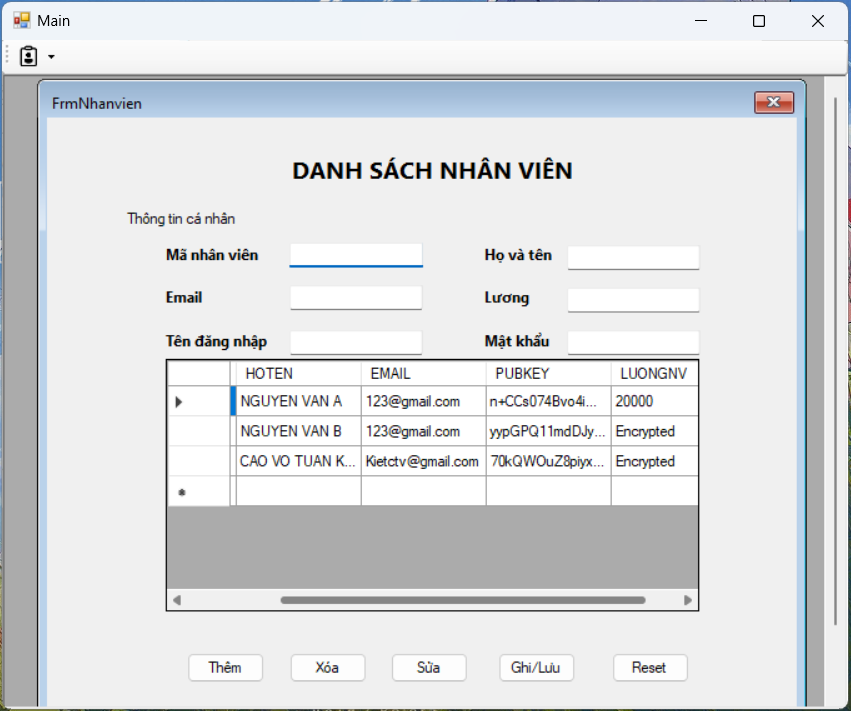 Main
FrmNhanvien
DANH SÁCH NHÂN VIÊN
Thông tin cá nhân
Mã nhân viên Họ và tên
Email Lương
Tên đăng nhập Mật khẩu
HOTEN EMAIL PUBKEY LUONGNV
NGUYEN VAN A 123@gmail.com n+CCs074Bvo4i... 20000
NGUYEN VAN B 123@gmail.com yypGPQ11mdDJy... Encrypted
CAO VO TUAN K... Kietctv@gmail.com 70kQWOuZ8piyx... Encrypted
Thêm Xóa Sửa Ghi/Lưu Reset